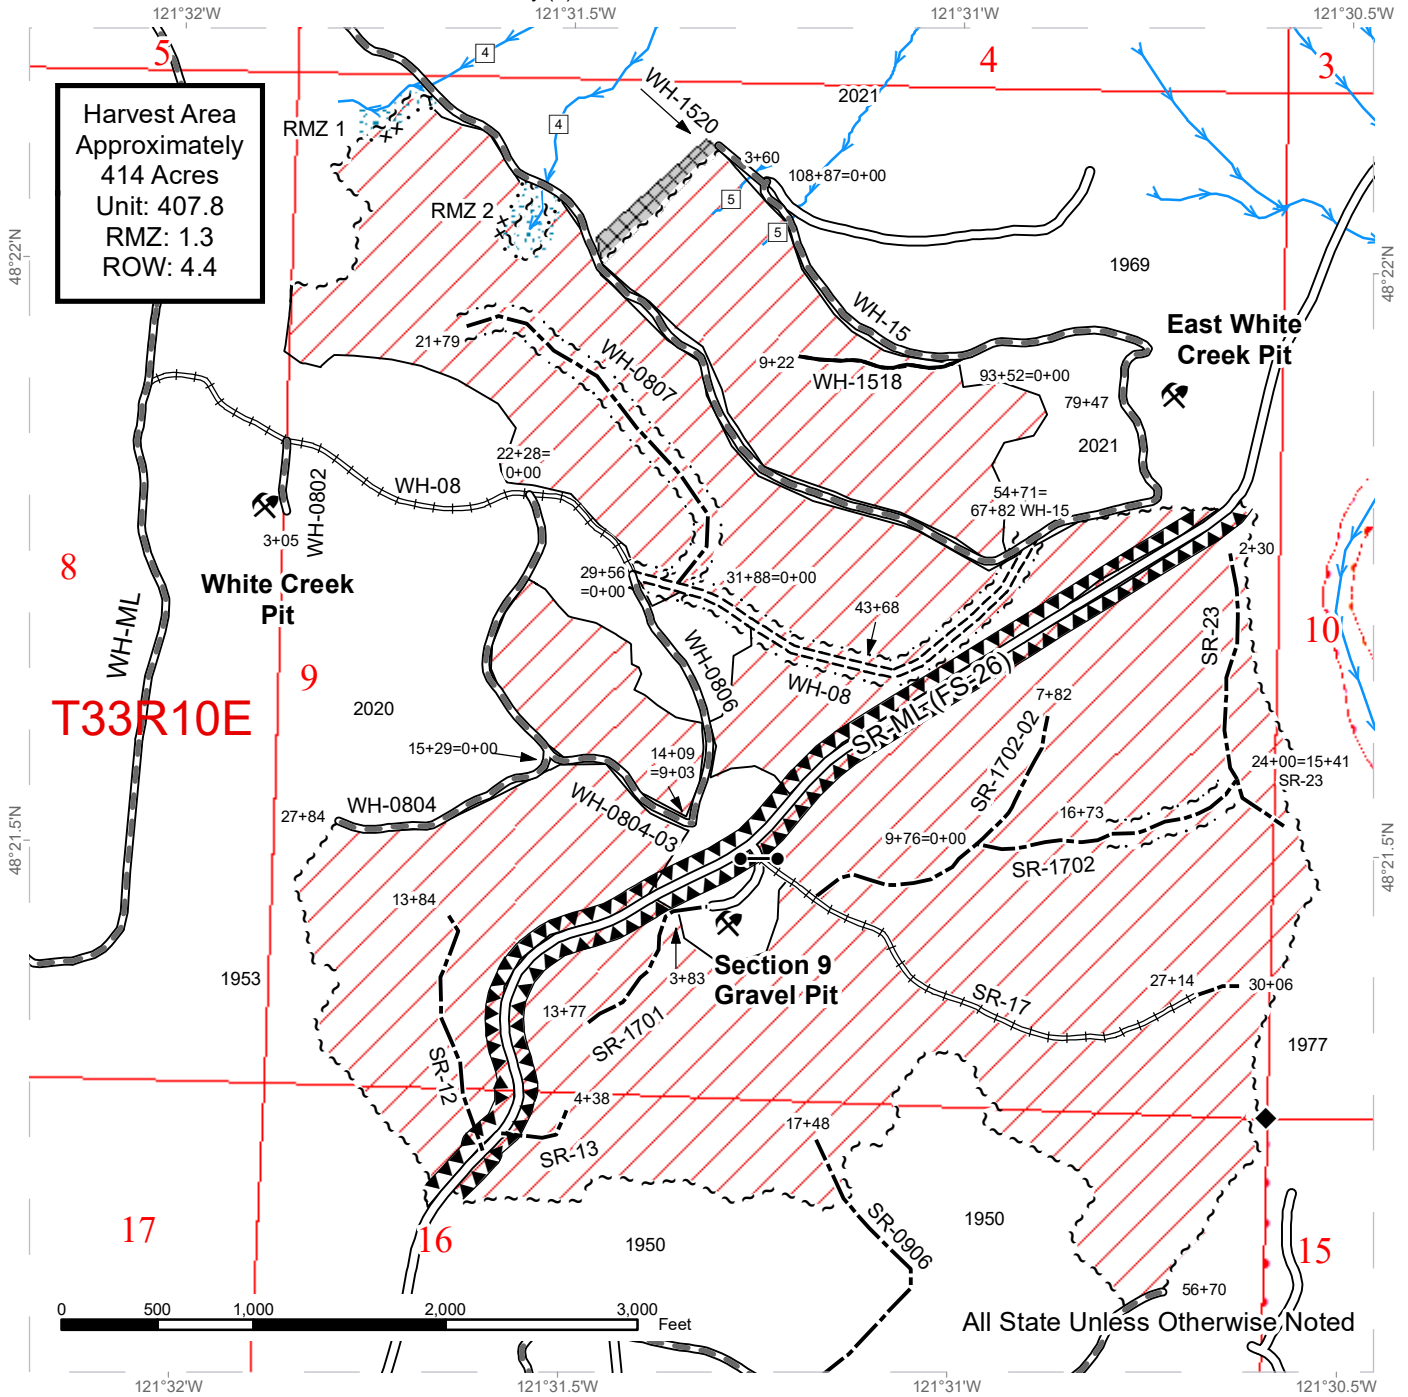 121°32'W
121°31.5'W
121°31'W
121°30.5'W
5
4
3
4
Harvest Area
Approximately
414 Acres
Unit: 407.8
RMZ: 1.3
ROW: 4.4
RMZ 1
4
WH-1520
2021
3+60
108+87=0+00
5
RMZ 2
5
48°22'N
48°22'N
1969
WH-15
East White
Creek Pit
21+79
WH-0807
9+22
WH-1518
93+52=0+00
79+47
2021
22+28=
0+00
WH-08
WH-0802
54+71=
67+82 WH-15
3+05
2+30
8
White Creek
Pit
29+56
=0+00
31+88=0+00
43+68
SR-23
10
WH-ML
9
WH-0806
WH-08
SR-ML (FS-26)
7+82
T33R10E
2020
15+29=0+00
14+09
=9+03
SR-1702-02
24+00=15+41
SR-23
WH-0804
27+84
WH-0804-03
16+73
9+76=0+00
SR-1702
48°21.5'N
48°21.5'N
13+84
3+83
Section 9
Gravel Pit
1953
27+14
30+06
SR-17
13+77
SR-1701
1977
SR-12
4+38
17+48
SR-13
17
16
1950
SR-0906
1950
15
56+70
0
500
1,000
2,000
3,000
Feet
All State Unless Otherwise Noted
121°32'W
121°31.5'W
121°31'W
121°30.5'W